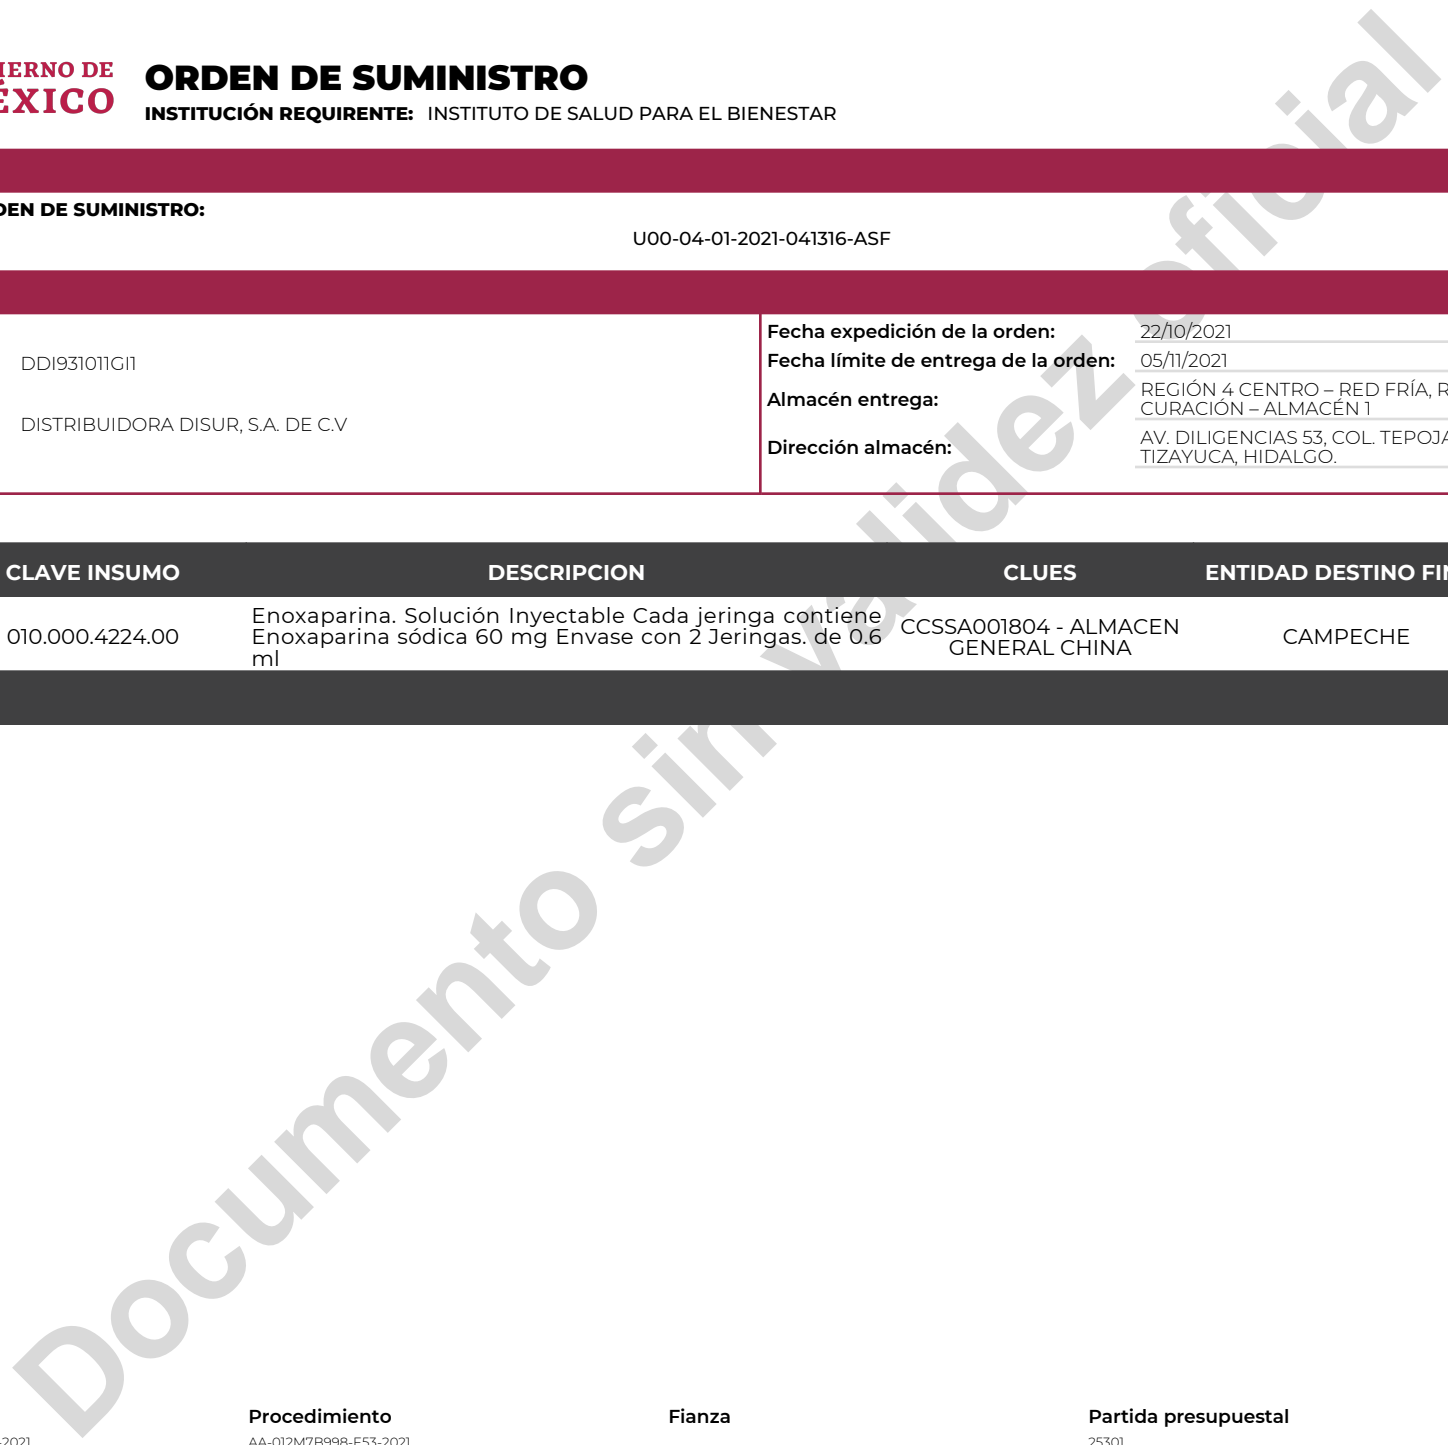 ORDEN DE SUMINISTRO
INSTITUCIÓN REQUIRENTE: INSTITUTO DE SALUD PARA EL BIENESTAR
DE
DE SUMINISTRO:
U00-04-01-2021-041316-ASF
DDI931011GI1
DISTRIBUIDORA DISUR, S.A. DE C.V
Fecha expedición de la orden: 22/10/2021
Fecha límite de entrega de la orden: 05/11/2021
Almacén entrega: REGIÓN 4 CENTRO – RED FRÍA,
CURACIÓN – ALMACÉN 1
Dirección almacén: AV. DILIGENCIAS 53, COL.
TIZAYUCA, HIDALGO.
CLAVE INSUMO DESCRIPCION CLUES ENTIDAD DESTINO
010.000.4224.00
Enoxaparina. Solución Inyectable Cada jeringa contiene
Enoxaparina sódica 60 mg Envase con 2 Jeringas. de 0.6
ml
CCSSA001804 - ALMACEN
GENERAL CHINA
CAMPECHE
Documento sin validez oficial
Procedimiento Fianza Partida presupuestal
AA-012M7B998-E53-2021 25301